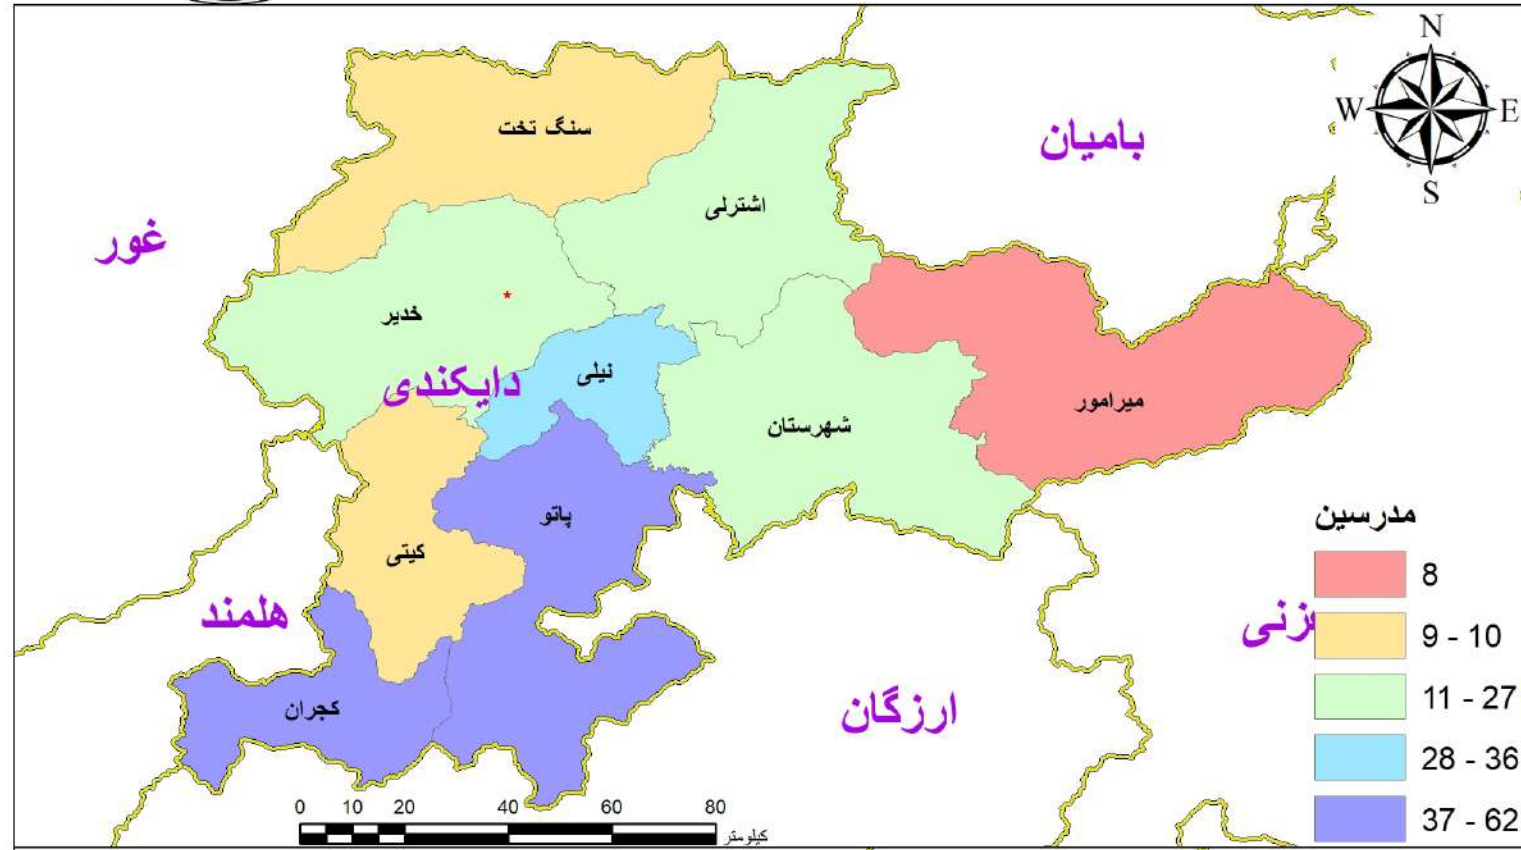 N
W E
S
بامیان
سنگ تخت
اشترلی
غور
خدیر
نیلی
دایکندی
میرامور
شهرستان
پاتو
کیتی
هلمند
کجران
ارزگان
مدرسین
8
9 - 10
11 - 27
28 - 36
37 - 62
0 10 20 40 60 80
کیلومتر